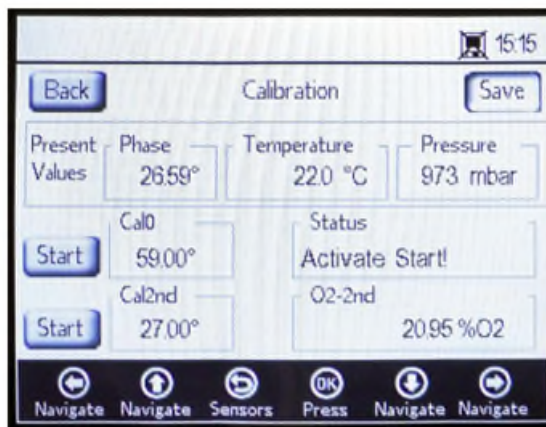 15:15
Back Calibration Save
Present Values Phase Temperature Pressure
26.59° 22.0 °C 973 mbar
Cal0 Status
Start 59.00° Activate Start!
Cal2nd O2-2nd
Start 27.00° 20.95 %O2
Navigate Navigate Sensors OK Press Navigate Navigate